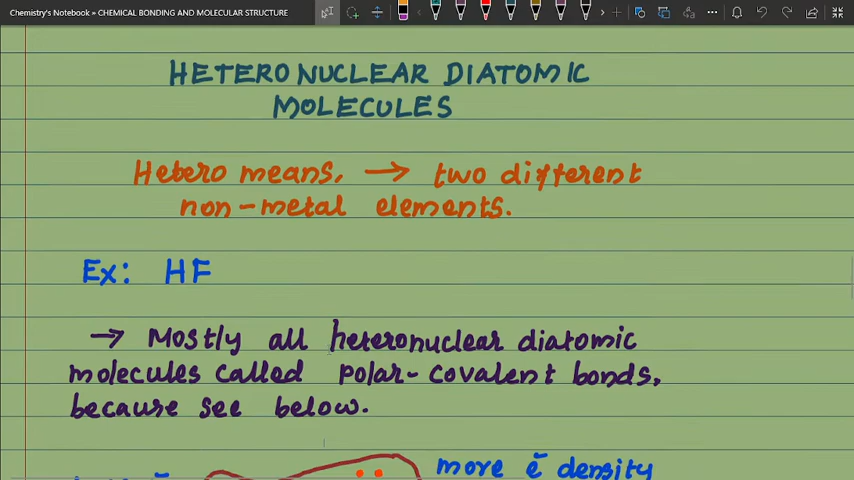 Chemistry's Notebook » CHEMICAL BONDING AND MOLECULAR STRUCTURE
HETERONUCLEAR DIATOMIC
MOLECULES
Hetero means, → two different
non-metal elements.
Ex: HF
→ Mostly all heteronuclear diatomic
molecules called polar-covalent bonds,
because see below.
more ē density